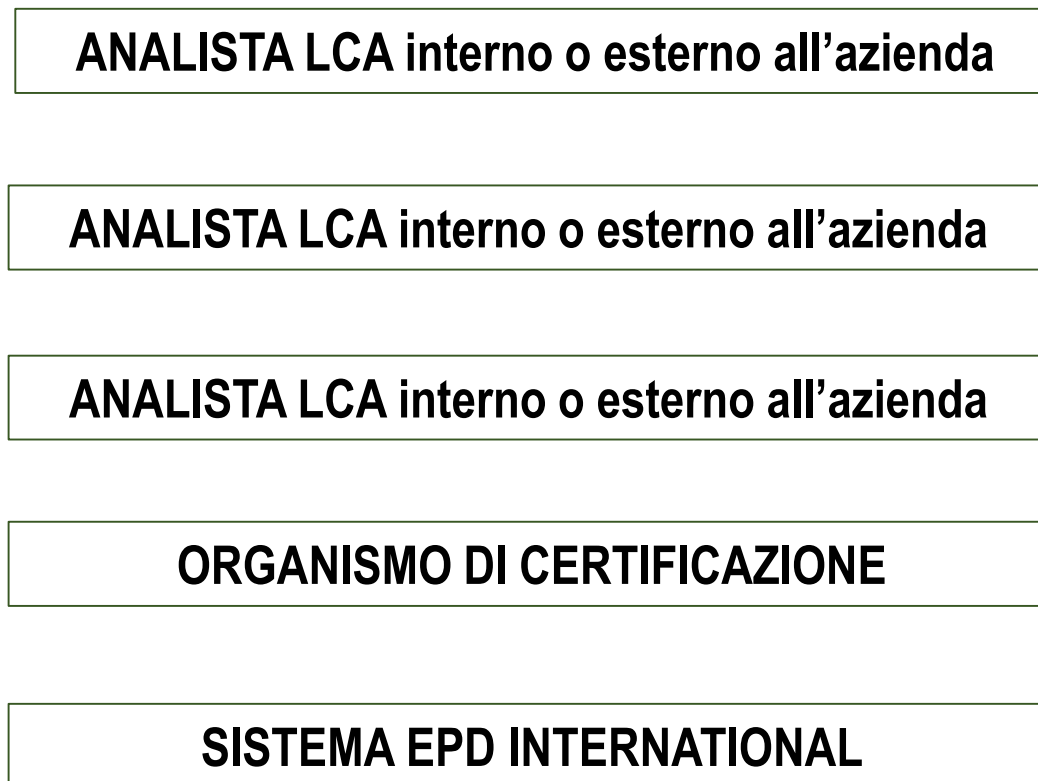 ANALISTA LCA interno o esterno all’azienda
ANALISTA LCA interno o esterno all’azienda
ANALISTA LCA interno o esterno all’azienda
ORGANISMO DI CERTIFICAZIONE
SISTEMA EPD INTERNATIONAL